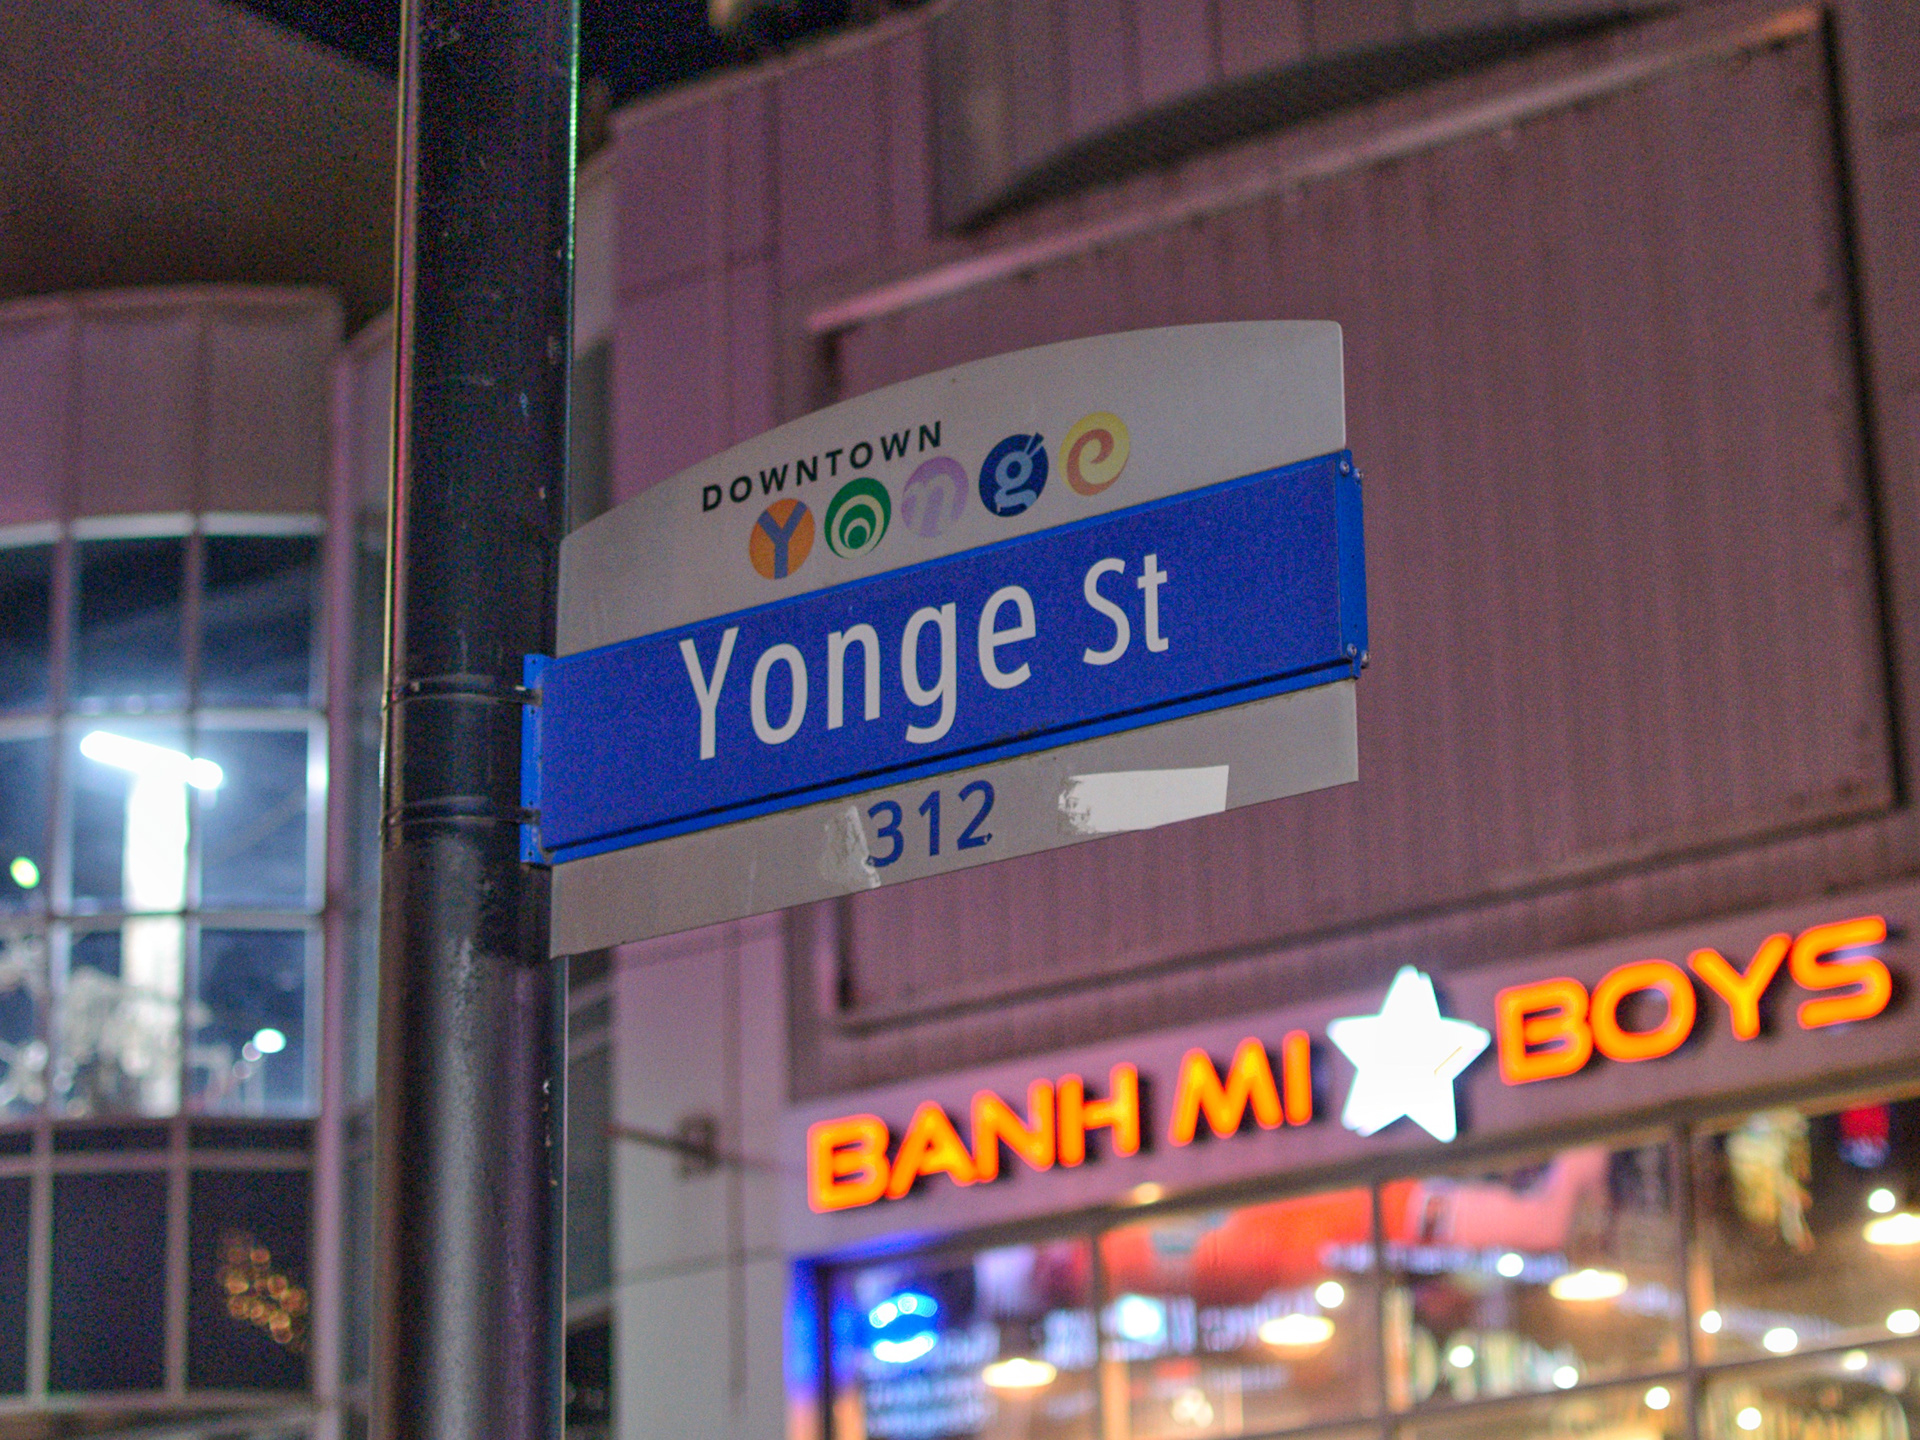 DOWNTOWN
Yonge
Yonge St
312
BANH MI BOYS